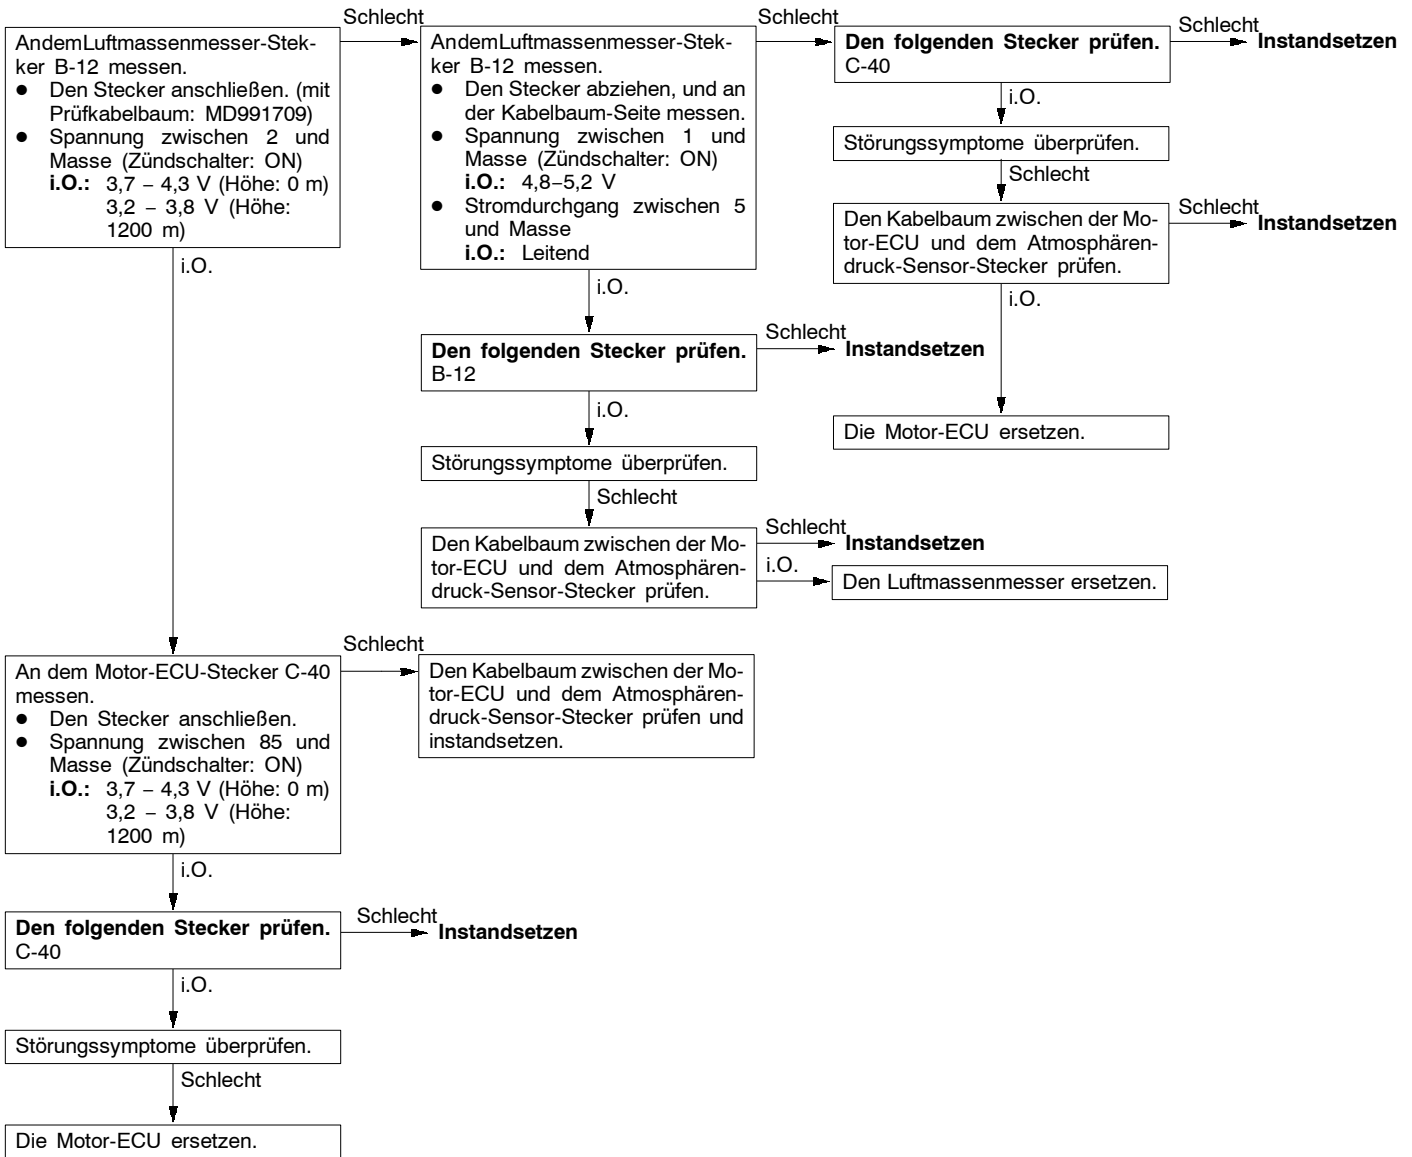 Schlecht
AndemLuftmassenmesser-Stek-
ker B-12 messen.
● Den Stecker anschließen. (mit
Prüfkabelbaum: MD991709)
● Spannung zwischen 2 und
Masse (Zündschalter: ON)
i.O.: 3,7 – 4,3 V (Höhe: 0 m)
3,2 – 3,8 V (Höhe:
1200 m)
i.O.
Schlecht
AndemLuftmassenmesser-Stek-
ker B-12 messen.
● Den Stecker abziehen, und an
der Kabelbaum-Seite messen.
● Spannung zwischen 1 und
Masse (Zündschalter: ON)
i.O.: 4,8–5,2 V
● Stromdurchgang zwischen 5
und Masse
i.O.: Leitend
i.O.
Den folgenden Stecker prüfen.
C-40
Schlecht
Instandsetzen
i.O.
Störungssymptome überprüfen.
Schlecht
Den Kabelbaum zwischen der Mo-
tor-ECU und dem Atmosphären-
druck-Sensor-Stecker prüfen.
Schlecht
Instandsetzen
i.O.
Die Motor-ECU ersetzen.
Den folgenden Stecker prüfen.
B-12
Schlecht
Instandsetzen
i.O.
Störungssymptome überprüfen.
Schlecht
Den Kabelbaum zwischen der Mo-
tor-ECU und dem Atmosphären-
druck-Sensor-Stecker prüfen.
Schlecht
Instandsetzen
i.O.
Den Luftmassenmesser ersetzen.
An dem Motor-ECU-Stecker C-40
messen.
● Den Stecker anschließen.
● Spannung zwischen 85 und
Masse (Zündschalter: ON)
i.O.: 3,7 – 4,3 V (Höhe: 0 m)
3,2 – 3,8 V (Höhe:
1200 m)
Schlecht
Den Kabelbaum zwischen der Mo-
tor-ECU und dem Atmosphären-
druck-Sensor-Stecker prüfen und
instandsetzen.
i.O.
Den folgenden Stecker prüfen.
C-40
Schlecht
Instandsetzen
i.O.
Störungssymptome überprüfen.
Schlecht
Die Motor-ECU ersetzen.